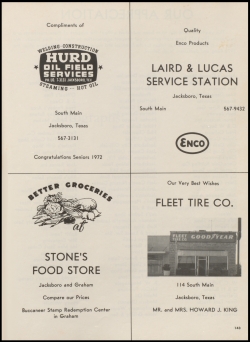 Compliments of
WELDING - CONSTRUCTION
HURD
OIL FIELD
SERVICES
STEAMING - HOT OIL
South Main
Jacksboro, Texas
567-3131
Congratulations Seniors 1972
Quality
Enco Products
LAIRD & LUCAS
SERVICE STATION
Jacksboro, Texas
South Main 567-9432
ENCO
BETTER GROCERIES
at
STONE'S
FOOD STORE
Jacksboro and Graham
Compare our Prices
Buccaneer Stamp Redemption Center
in Graham
Our Very Best Wishes
FLEET TIRE CO.
FLEET GOODYEAR
114 South Main
Jacksboro, Texas
MR. and MRS. HOWARD J. KING